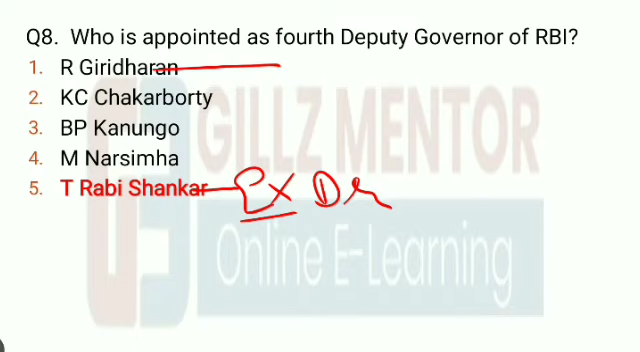 Q8. Who is appointed as fourth Deputy Governor of RBI?
1. R Giridharan
2. KC Chakarborty
3. BP Kanungo
4. M Narsimha
5. T Rabi Shankar Ex
GILLZ MENTOR
Online E-Learning